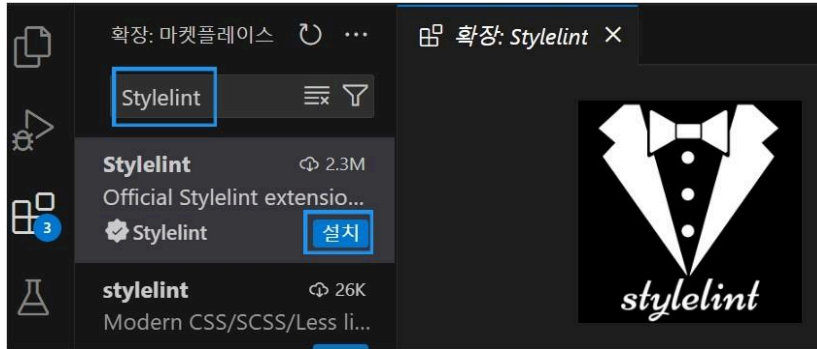 확장: 마켓플레이스
확장: Stylelint
Stylelint
Stylelint 2.3M
Official Stylelint extensio...
Stylelint 설치
3
stylelint 26K
Modern CSS/SCSS/Less li...
stylelint